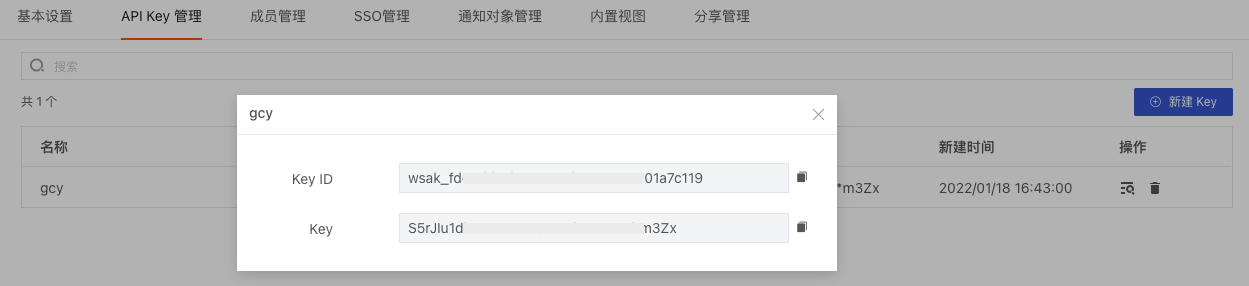 基本设置 API Key 管理 成员管理 SSO管理 通知对象管理 内置视图 分享管理
搜索
共 1 个
新建 Key
gcy
名称 新建时间 操作
Key ID wsak_fd 01a7c119
gcy *m3Zx 2022/01/18 16:43:00
Key S5rJIu1d m3Zx